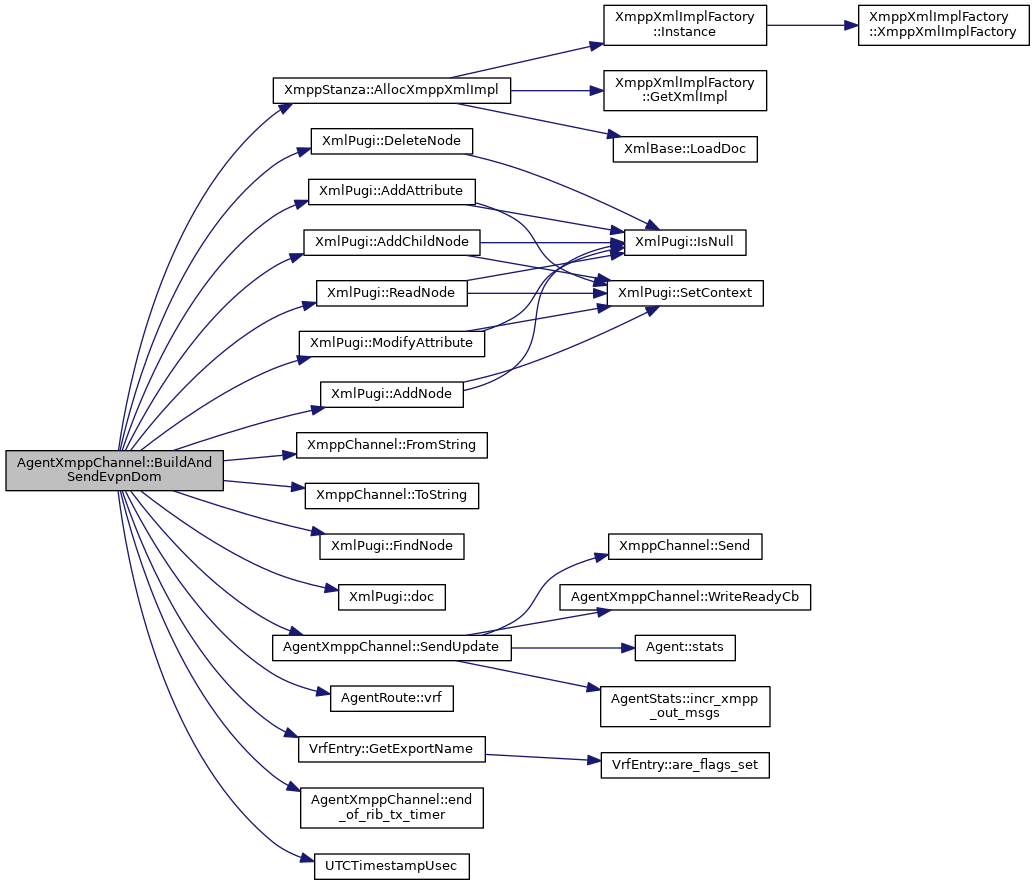 XmppXmlImplFactory
::Instance
XmppXmlImplFactory
::XmppXmlImplFactory
XmppStanza::AllocXmppXmlImpl
XmppXmlImplFactory
::GetXmlImpl
XmlPugi::DeleteNode
XmlBase::LoadDoc
XmlPugi::AddAttribute
XmlPugi::AddChildNode
XmlPugi::IsNull
XmlPugi::ReadNode
XmlPugi::SetContext
XmlPugi::ModifyAttribute
XmlPugi::AddNode
XmppChannel::FromString
AgentXmppChannel::BuildAnd
SendEvpnDom
XmppChannel::ToString
XmlPugi::FindNode
XmppChannel::Send
XmlPugi::doc
AgentXmppChannel::WriteReadyCb
AgentXmppChannel::SendUpdate
Agent::stats
AgentRoute::vrf
AgentStats::incr_xmpp
_out_msgs
VrfEntry::GetExportName
VrfEntry::are_flags_set
AgentXmppChannel::end
_of_rib_tx_timer
UTCTimestampUsec